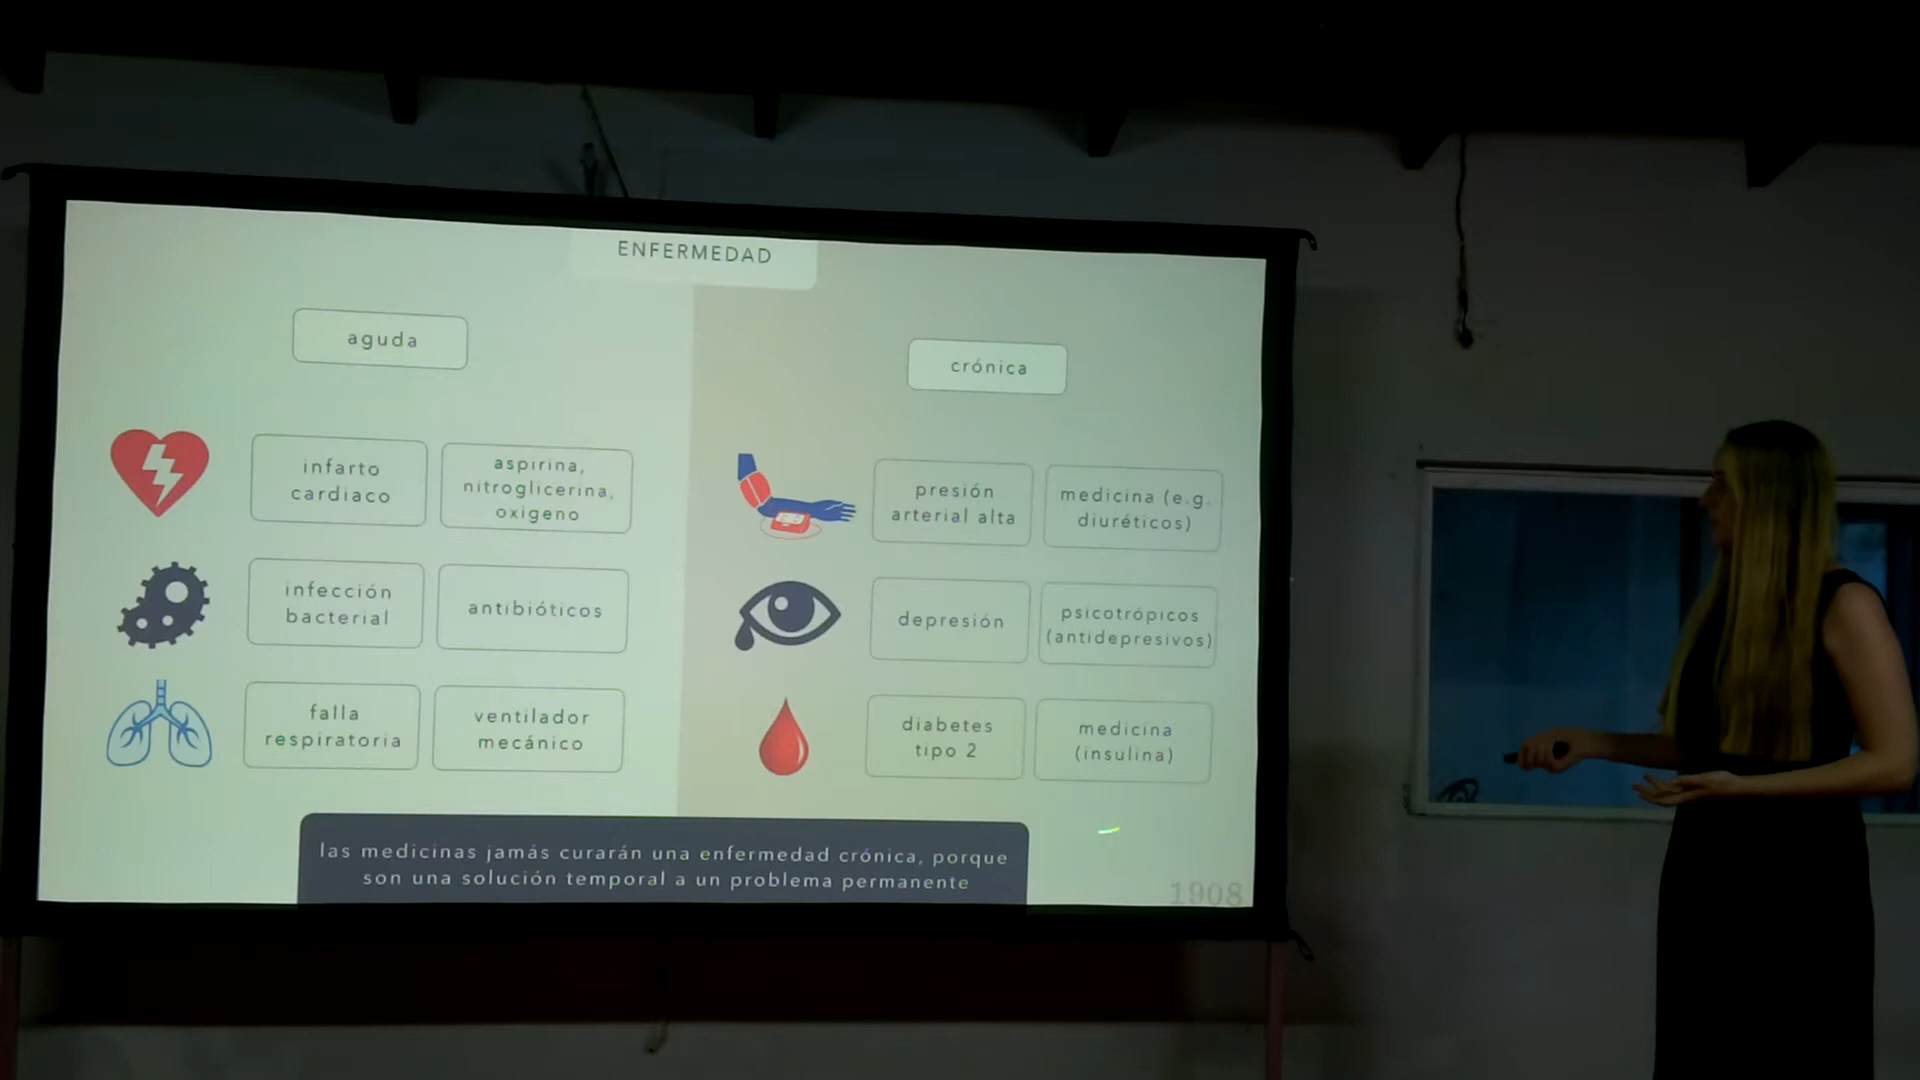 ENFERMEDAD
aguda
infarto
cardiaco
aspirina,
nitroglicerina,
oxigeno
infección
bacterial
antibióticos
falla
respiratoria
ventilador
mecánico
crónica
presión
arterial alta
medicina (e.g.
diuréticos)
depresión
psicotrópicos
(antidepresivos)
diabetes
tipo 2
medicina
(insulina)
las medicinas jamás curarán una enfermedad crónica, porque
son una solución temporal a un problema permanente
1908